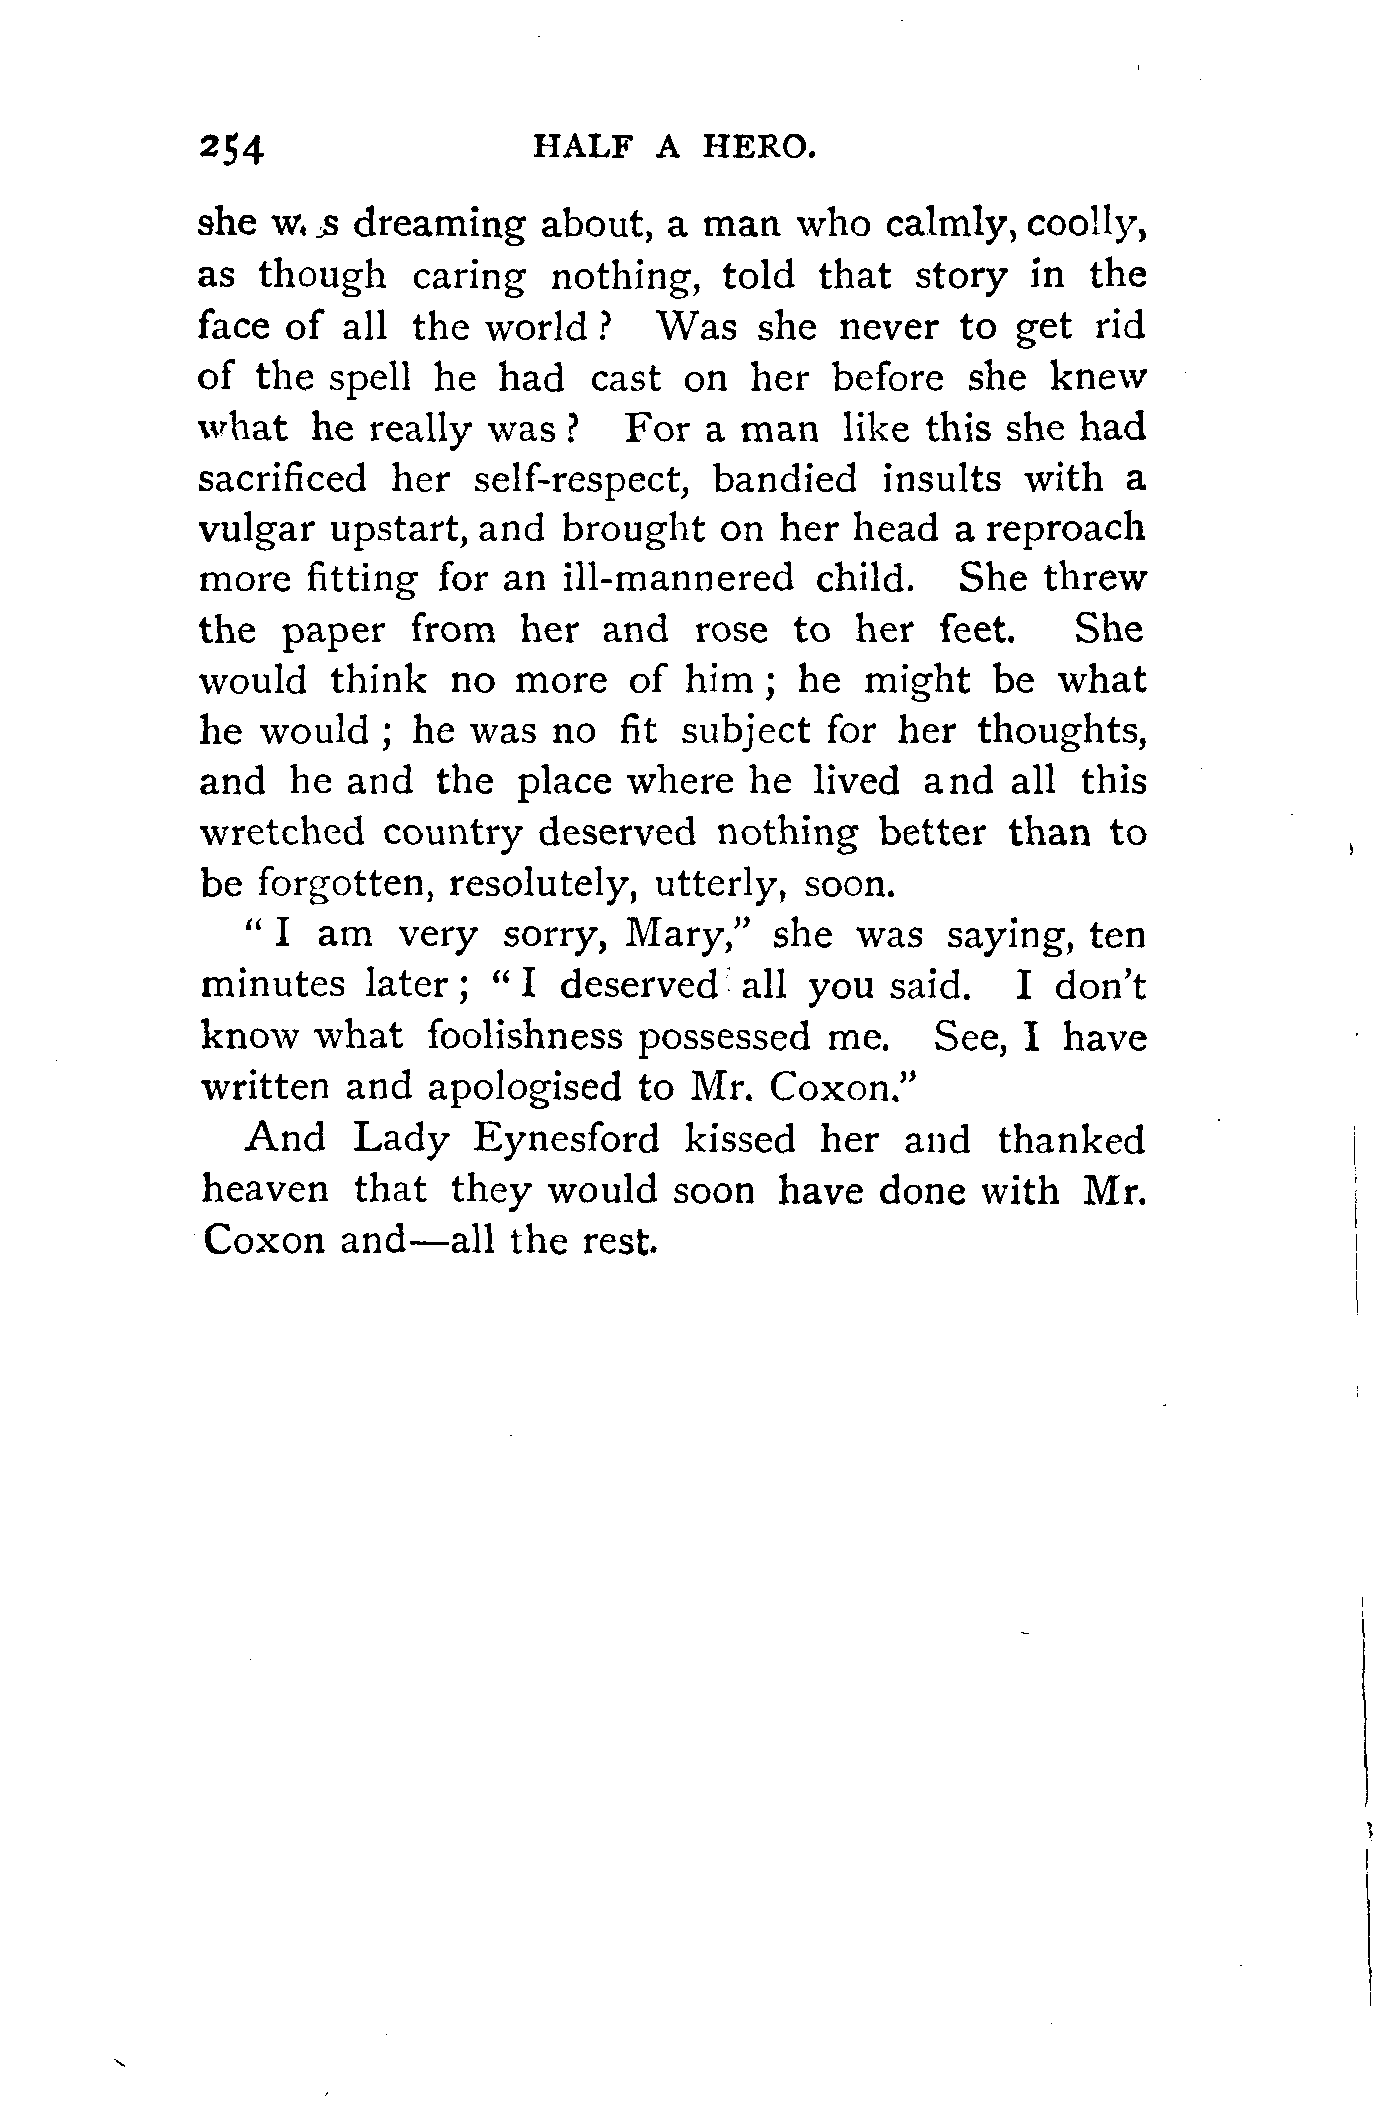 254 HALF A HERO.
she was dreaming about, a man who calmly, coolly,
as though caring nothing, told that story in the
face of all the world? Was she never to get rid
of the spell he had cast on her before she knew
what he really was? For a man like this she had
sacrificed her self-respect, bandied insults with a
vulgar upstart, and brought on her head a reproach
more fitting for an ill-mannered child. She threw
the paper from her and rose to her feet. She
would think no more of him; he might be what
he would; he was no fit subject for her thoughts,
and he and the place where he lived and all this
wretched country deserved nothing better than to
be forgotten, resolutely, utterly, soon.
"I am very sorry, Mary," she was saying, ten
minutes later; "I deserved all you said. I don't
know what foolishness possessed me. See, I have
written and apologised to Mr. Coxon."
And Lady Eynesford kissed her and thanked
heaven that they would soon have done with Mr.
Coxon and—all the rest.